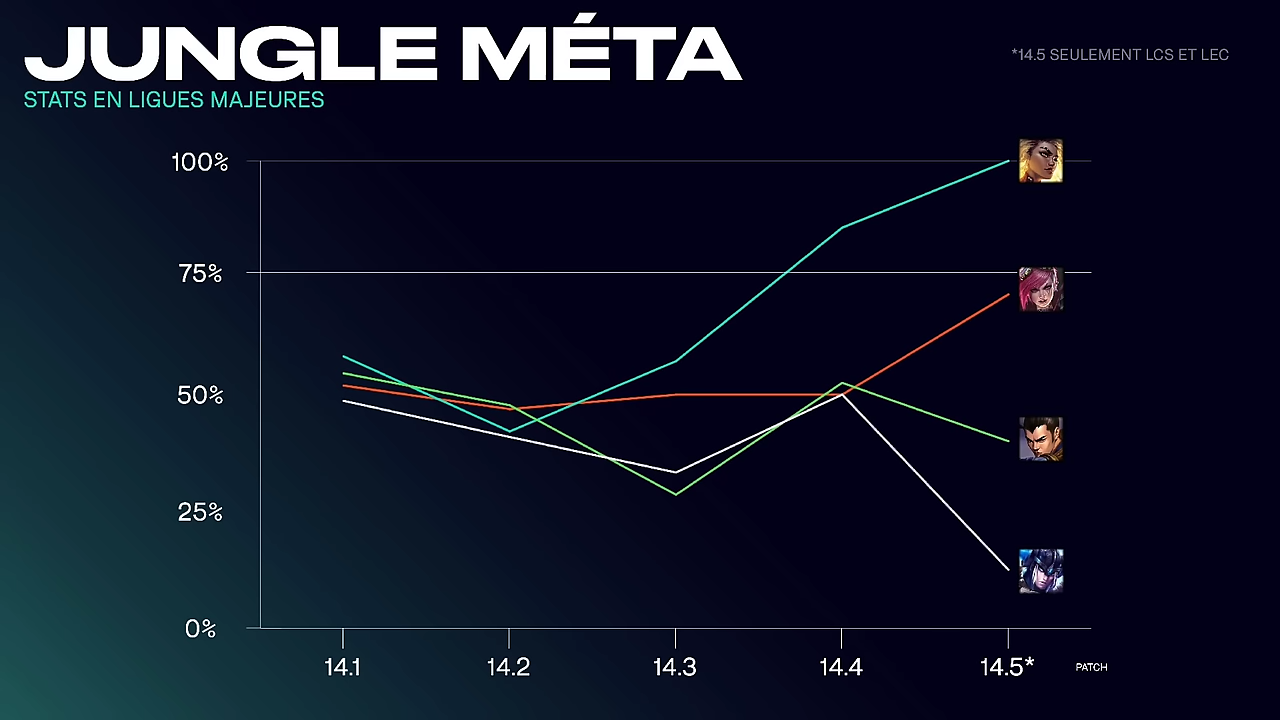 JUNGLE MÉTA
*14.5 SEULEMENT LCS ET LEC
STATS EN LIGUES MAJEURES
100%
75%
50%
25%
0%
14.1 14.2 14.3 14.4 14.5* PATCH